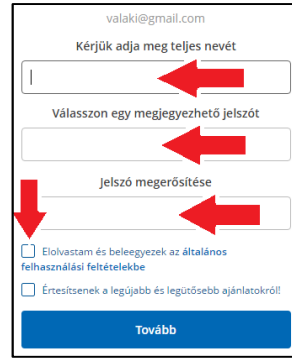 valaki@gmail.com
Kérjük adja meg teljes nevét
Válasszon egy megjegyezhető jelszót
Jelszó megerősítése
Elolvastam és beleegyezek az általános
felhasználási feltételekbe
Értesítsenek a legújabb és legütősebb ajánlatokról!
Tovább